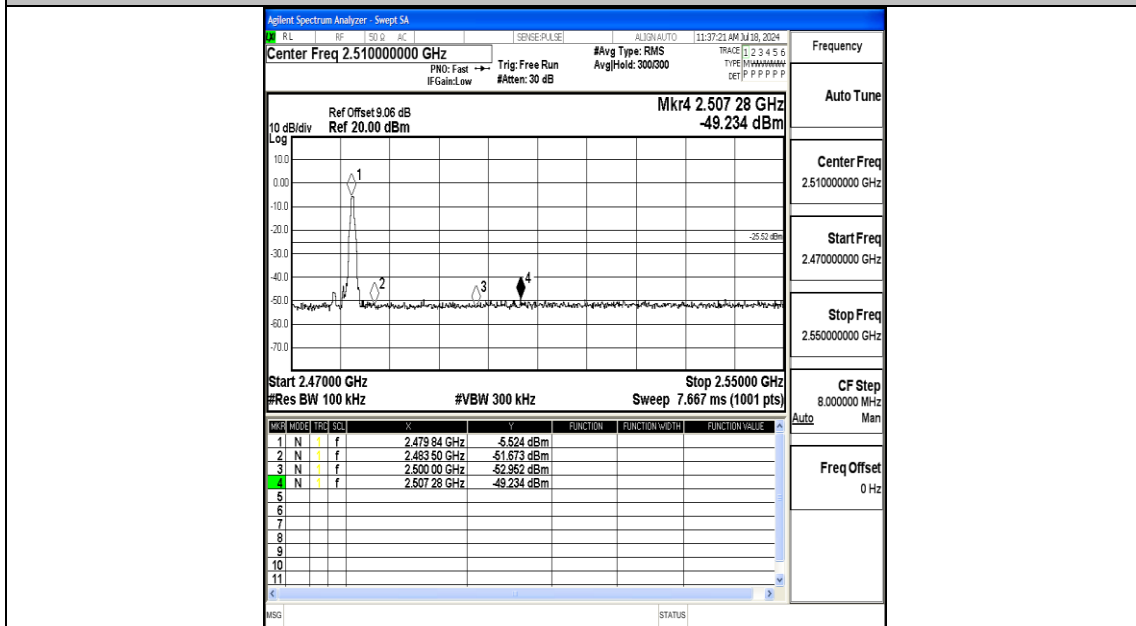 Agilent Spectrum Analyzer - Swept SA
RL RF 50 Ω AC SENSE:PULSE ALIGN AUTO 11:37:21 AM Jul 18, 2024
Center Freq 2.510000000 GHz
#Avg Type: RMS
TRACE 1 2 3 4 5 6
PNO: Fast
Trig: Free Run
Avg|Hold: 300/300
TYPE MWWWWW
IFGain:Low
#Atten: 30 dB
DET P P P P P P
Mkr4 2.507 28 GHz
-49.234 dBm
Ref Offset 9.06 dB
10 dB/div Ref 20.00 dBm
Log
10.0
0.00
-10.0
-20.0
-30.0
-40.0
-50.0
-60.0
-70.0
1
2
3
4
-25.52 dBm
Start 2.47000 GHz Stop 2.55000 GHz
#Res BW 100 kHz #VBW 300 kHz Sweep 7.667 ms (1001 pts)
MKR MODE TRC SCL X Y FUNCTION FUNCTION WIDTH FUNCTION VALUE
1 N 1 f 2.479 84 GHz -5.524 dBm
2 N 1 f 2.483 50 GHz -51.673 dBm
3 N 1 f 2.500 00 GHz -52.952 dBm
4 N 1 f 2.507 28 GHz -49.234 dBm
5
6
7
8
9
10
11
MSG STATUS
Frequency
Auto Tune
Center Freq
2.510000000 GHz
Start Freq
2.470000000 GHz
Stop Freq
2.550000000 GHz
CF Step
8.000000 MHz
Auto Man
Freq Offset
0 Hz